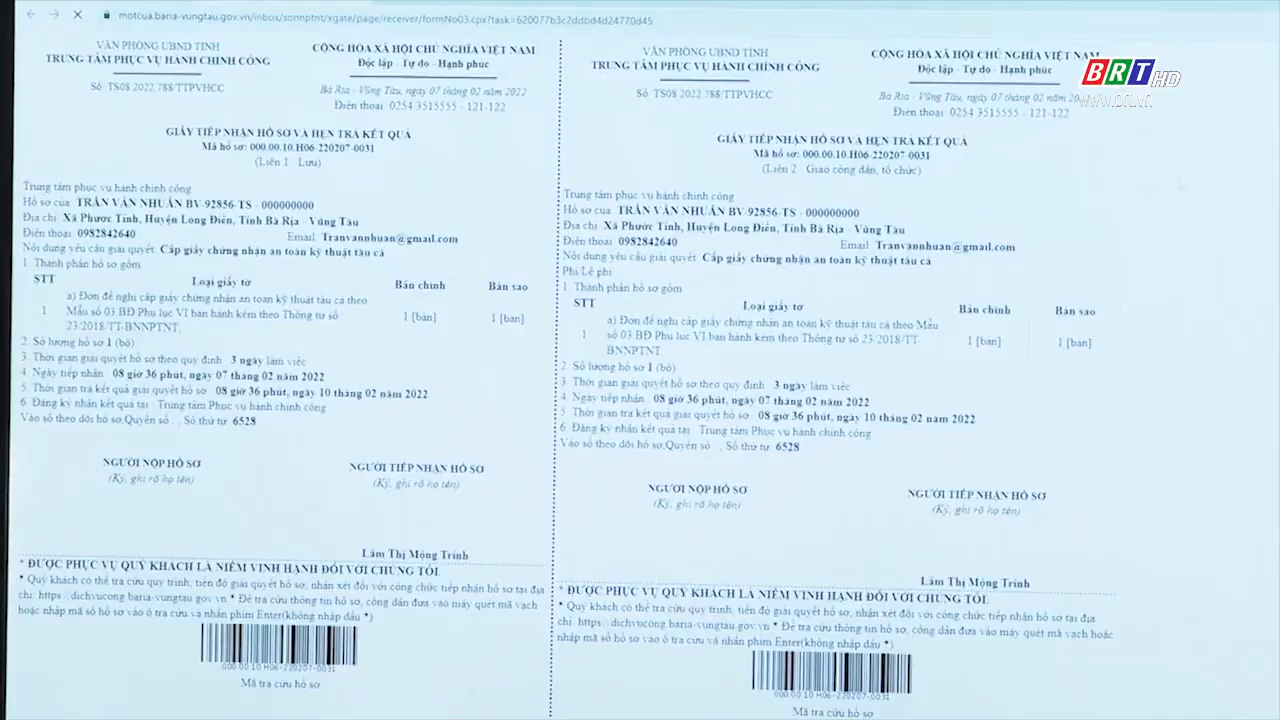 motcua.baria-vungtau.gov.vn/inbox/sonnptnt/xgate/page/receiver/formNo03.cpx?task=620077b3c2ddbd4d24770d45
VĂN PHÒNG UBND TỈNH
TRUNG TÂM PHỤC VỤ HÀNH CHÍNH CÔNG
Số TS08.2022.788/TTPVHCC
CỘNG HÒA XÃ HỘI CHỦ NGHĨA VIỆT NAM
Độc lập - Tự do - Hạnh phúc
Bà Rịa - Vũng Tàu, ngày 07 tháng 02 năm 2022
Điện thoại 0254 3515555 - 121-122
GIẤY TIẾP NHẬN HỒ SƠ VÀ HẸN TRẢ KẾT QUẢ
Mã hồ sơ: 000.00.10.H06-220207-0031
(Liên 1 Lưu)
Trung tâm phục vụ hành chính công
Hồ sơ của TRẦN VĂN NHUẬN BV-92856-TS - 000000000
Địa chỉ Xã Phước Tỉnh, Huyện Long Điền, Tỉnh Bà Rịa - Vũng Tàu
Điện thoại 0982842640 Email Tranvannhuan@gmail.com
Nội dung yêu cầu giải quyết Cấp giấy chứng nhận an toàn kỹ thuật tàu cá
1 Thành phần hồ sơ gồm
STT Loại giấy tờ Bản chính Bản sao
a) Đơn đề nghị cấp giấy chứng nhận an toàn kỹ thuật tàu cá theo
1 Mẫu số 03 BĐ Phụ lục VI ban hành kèm theo Thông tư số 1 [bản] 1 [bản]
23/2018/TT-BNNPTNT.
2. Số lượng hồ sơ 1 (bộ)
3 Thời gian giải quyết hồ sơ theo quy định 3 ngày làm việc
4 Ngày tiếp nhận 08 giờ 36 phút, ngày 07 tháng 02 năm 2022
5 Thời gian trả kết quả giải quyết hồ sơ 08 giờ 36 phút, ngày 10 tháng 02 năm 2022
6 Đăng ký nhận kết quả tại Trung tâm Phục vụ hành chính công
Vào sổ theo dõi hồ sơ,Quyển số , Số thứ tự 6528
NGƯỜI NỘP HỒ SƠ
(Ký, ghi rõ họ tên)
NGƯỜI TIẾP NHẬN HỒ SƠ
(Ký, ghi rõ họ tên)
Lâm Thị Mộng Trinh
* ĐƯỢC PHỤC VỤ QUÝ KHÁCH LÀ NIỀM VINH HẠNH ĐỐI VỚI CHÚNG TÔI.
* Quý khách có thể tra cứu quy trình, tiến độ giải quyết hồ sơ, nhận xét đối với công chức tiếp nhận hồ sơ tại địa
chỉ: https://dichvucong.baria-vungtau.gov.vn * Để tra cứu thông tin hồ sơ, công dân đưa vào máy quét mã vạch
hoặc nhập mã số hồ sơ vào ô tra cứu và nhấn phím Enter(không nhập dấu *)
000.00.10.H06-220207-0031
Mã tra cứu hồ sơ
VĂN PHÒNG UBND TỈNH
TRUNG TÂM PHỤC VỤ HÀNH CHÍNH CÔNG
Số TS08.2022.788/TTPVHCC
CỘNG HÒA XÃ HỘI CHỦ NGHĨA VIỆT NAM
Độc lập - Tự do - Hạnh phúc
Bà Rịa - Vũng Tàu, ngày 07 tháng 02 năm
Điện thoại 0254 3515555 - 121-122
GIẤY TIẾP NHẬN HỒ SƠ VÀ HẸN TRẢ KẾT QUẢ
Mã hồ sơ: 000.00.10.H06-220207-0031
(Liên 2 Giao công dân, tổ chức)
Trung tâm phục vụ hành chính công
Hồ sơ của TRẦN VĂN NHUẬN BV-92856-TS - 000000000
Địa chỉ Xã Phước Tỉnh, Huyện Long Điền, Tỉnh Bà Rịa - Vũng Tàu
Điện thoại 0982842640 Email Tranvannhuan@gmail.com
Nội dung yêu cầu giải quyết Cấp giấy chứng nhận an toàn kỹ thuật tàu cá
Phí/Lệ phí
1 Thành phần hồ sơ gồm
STT Loại giấy tờ Bản chính Bản sao
a) Đơn đề nghị cấp giấy chứng nhận an toàn kỹ thuật tàu cá theo Mẫu
1 số 03 BĐ Phụ lục VI ban hành kèm theo Thông tư số 23/2018/TT- 1 [bản] 1 [bản]
BNNPTNT.
2. Số lượng hồ sơ 1 (bộ)
3 Thời gian giải quyết hồ sơ theo quy định 3 ngày làm việc
4 Ngày tiếp nhận 08 giờ 36 phút, ngày 07 tháng 02 năm 2022
5 Thời gian trả kết quả giải quyết hồ sơ 08 giờ 36 phút, ngày 10 tháng 02 năm 2022
6 Đăng ký nhận kết quả tại Trung tâm Phục vụ hành chính công
Vào sổ theo dõi hồ sơ,Quyển số , Số thứ tự 6528
NGƯỜI NỘP HỒ SƠ
(Ký, ghi rõ họ tên)
NGƯỜI TIẾP NHẬN HỒ SƠ
(Ký, ghi rõ họ tên)
Lâm Thị Mộng Trinh
* ĐƯỢC PHỤC VỤ QUÝ KHÁCH LÀ NIỀM VINH HẠNH ĐỐI VỚI CHÚNG TÔI.
* Quý khách có thể tra cứu quy trình, tiến độ giải quyết hồ sơ, nhận xét đối với công chức tiếp nhận hồ sơ tại địa
chỉ: https://dichvucong.baria-vungtau.gov.vn * Để tra cứu thông tin hồ sơ, công dân đưa vào máy quét mã vạch hoặc
nhập mã số hồ sơ vào ô tra cứu và nhấn phím Enter(không nhập dấu *)
000.00.10.H06-220207-0031
Mã tra cứu hồ sơ
BRT HD
www.brt.vn